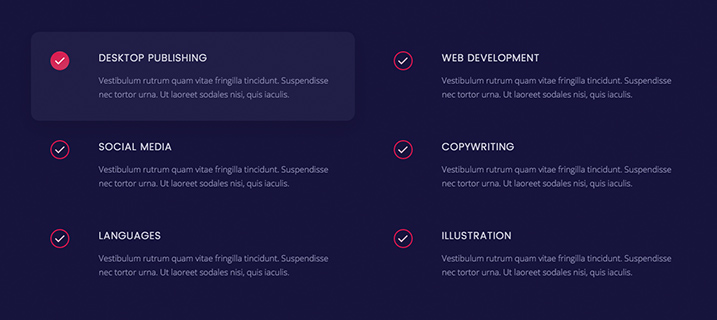 DESKTOP PUBLISHING
Vestibulum rutrum quam vitae fringilla tincidunt. Suspendisse
nec tortor urna. Ut laoreet sodales nisi, quis iaculis.
WEB DEVELOPMENT
Vestibulum rutrum quam vitae fringilla tincidunt. Suspendisse
nec tortor urna. Ut laoreet sodales nisi, quis iaculis.
SOCIAL MEDIA
Vestibulum rutrum quam vitae fringilla tincidunt. Suspendisse
nec tortor urna. Ut laoreet sodales nisi, quis iaculis.
COPYWRITING
Vestibulum rutrum quam vitae fringilla tincidunt. Suspendisse
nec tortor urna. Ut laoreet sodales nisi, quis iaculis.
LANGUAGES
Vestibulum rutrum quam vitae fringilla tincidunt. Suspendisse
nec tortor urna. Ut laoreet sodales nisi, quis iaculis.
ILLUSTRATION
Vestibulum rutrum quam vitae fringilla tincidunt. Suspendisse
nec tortor urna. Ut laoreet sodales nisi, quis iaculis.